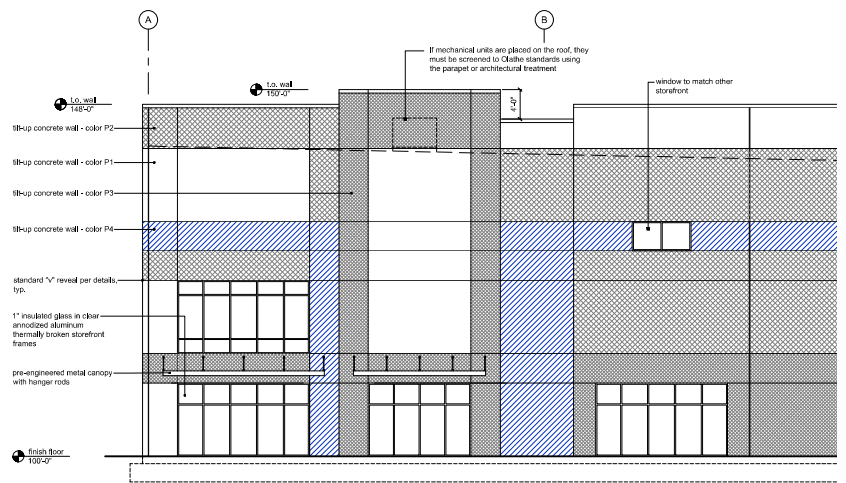 A
B
If mechanical units are placed on the roof, they
must be screened to Olathe standards using
the parapet or architectural treatment
window to match other
storefront
t.o. wall
150'-0"
4'-0"
t.o. wall
148'-0"
tilt-up concrete wall - color P2
tilt-up concrete wall - color P1
tilt-up concrete wall - color P3
tilt-up concrete wall - color P4
standard "v" reveal per details,
typ.
1" insulated glass in clear
annodized aluminum
thermally broken storefront
frames
pre-engineered metal canopy
with hanger rods
finish floor
100'-0"